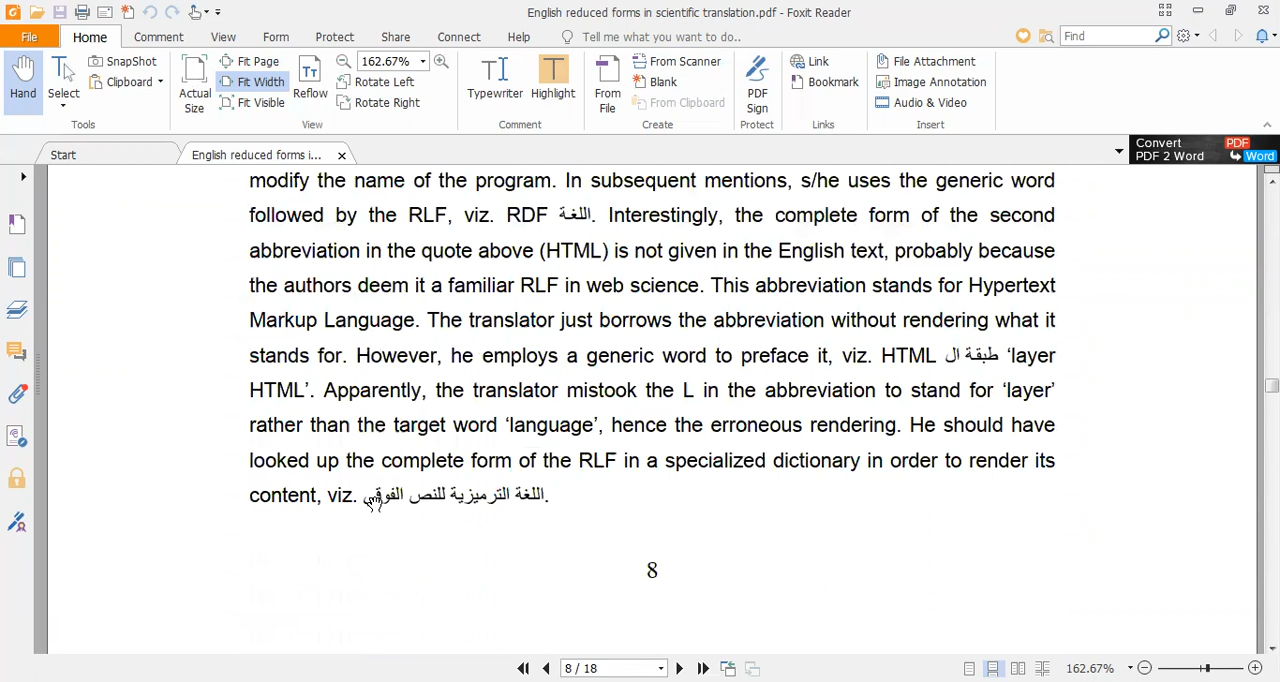 English reduced forms in scientific translation.pdf - Foxit Reader
File Home Comment View Form Protect Share Connect Help Tell me what you want to do.. Find
Hand
Select
SnapShot
Clipboard
Tools
Actual Size
Fit Page
Fit Width
Fit Visible
Reflow
162.67%
Rotate Left
Rotate Right
View
Typewriter
Highlight
Comment
From File
From Scanner
Blank
From Clipboard
Create
PDF Sign
Protect
Link
Bookmark
Links
File Attachment
Image Annotation
Audio & Video
Insert
Start
English reduced forms i...
Convert PDF
PDF 2 Word Word
modify the name of the program. In subsequent mentions, s/he uses the generic word
followed by the RLF, viz. RDF اللغة. Interestingly, the complete form of the second
abbreviation in the quote above (HTML) is not given in the English text, probably because
the authors deem it a familiar RLF in web science. This abbreviation stands for Hypertext
Markup Language. The translator just borrows the abbreviation without rendering what it
stands for. However, he employs a generic word to preface it, viz. HTML طبقة ال ‘layer
HTML’. Apparently, the translator mistook the L in the abbreviation to stand for ‘layer’
rather than the target word ‘language’, hence the erroneous rendering. He should have
looked up the complete form of the RLF in a specialized dictionary in order to render its
content, viz. اللغة الترميزية للنص الفوقي.
8
8 / 18
162.67%